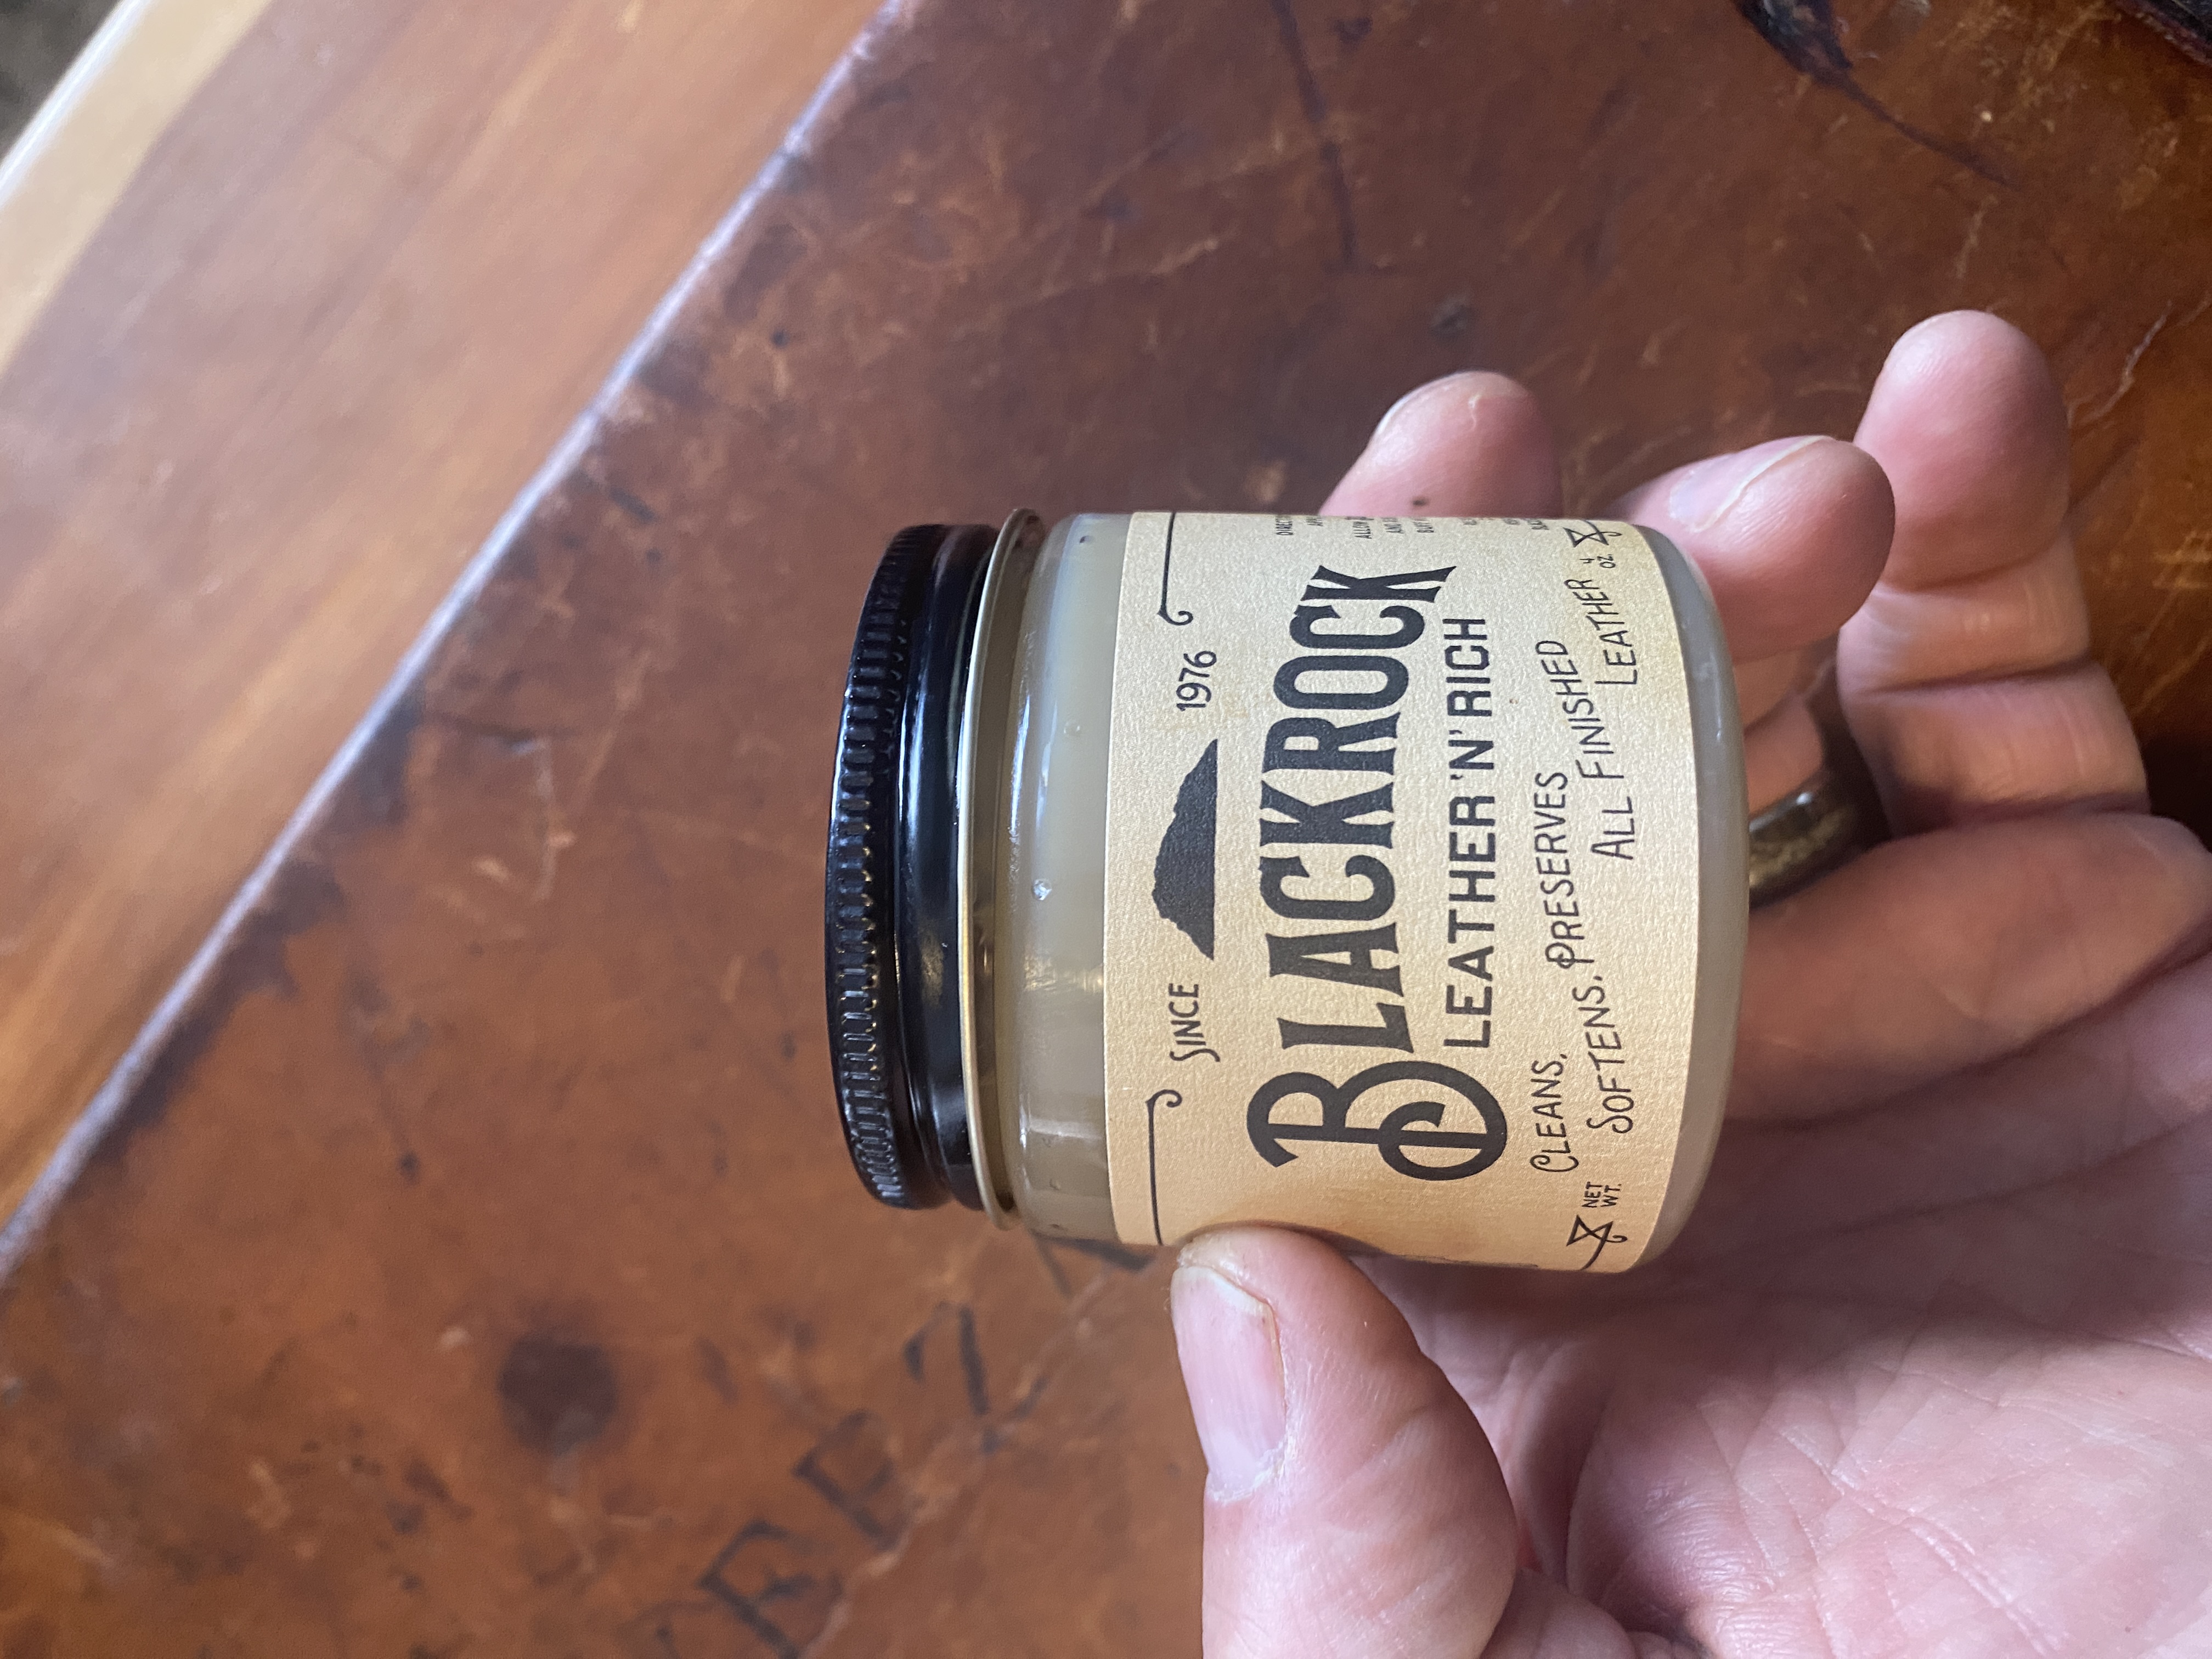 SINCE 1976
BLACKROCK
LEATHER 'N' RICH
CLEANS, PRESERVES
SOFTENS. ALL FINISHED
LEATHER
NET WT. 4 OZ.